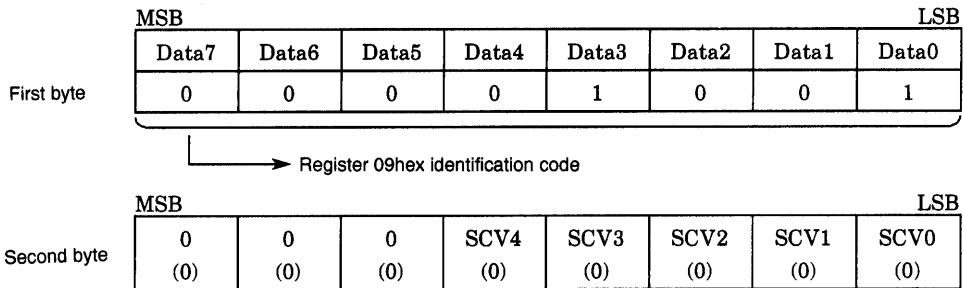 MSB LSB
Data7 Data6 Data5 Data4 Data3 Data2 Data1 Data0
First byte 0 0 0 0 1 0 0 1
Register 09hex identification code
MSB LSB
Second byte 0 0 0 SCV4 SCV3 SCV2 SCV1 SCV0
(0) (0) (0) (0) (0) (0) (0) (0)